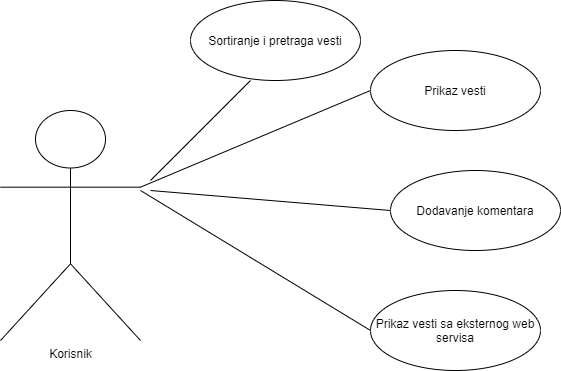 Sortiranje i pretraga vesti
Prikaz vesti
Dodavanje komentara
Prikaz vesti sa eksternog web
servisa
Korisnik